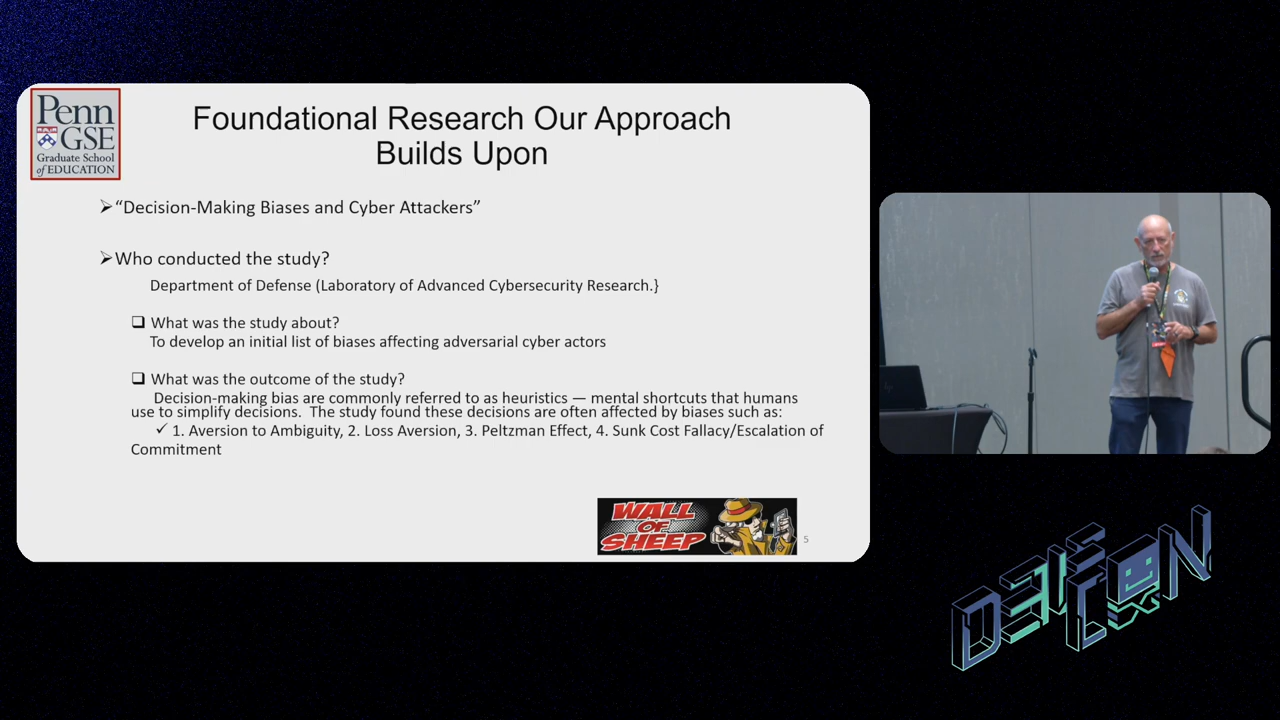 Penn
GSE
Graduate School
of EDUCATION
Foundational Research Our Approach
Builds Upon
➢“Decision-Making Biases and Cyber Attackers”
➢Who conducted the study?
Department of Defense (Laboratory of Advanced Cybersecurity Research.}
❑ What was the study about?
To develop an initial list of biases affecting adversarial cyber actors
❑ What was the outcome of the study?
Decision-making bias are commonly referred to as heuristics — mental shortcuts that humans
use to simplify decisions. The study found these decisions are often affected by biases such as:
✓ 1. Aversion to Ambiguity, 2. Loss Aversion, 3. Peltzman Effect, 4. Sunk Cost Fallacy/Escalation of
Commitment
WALL
OF
SHEEP
5
DEF
CON